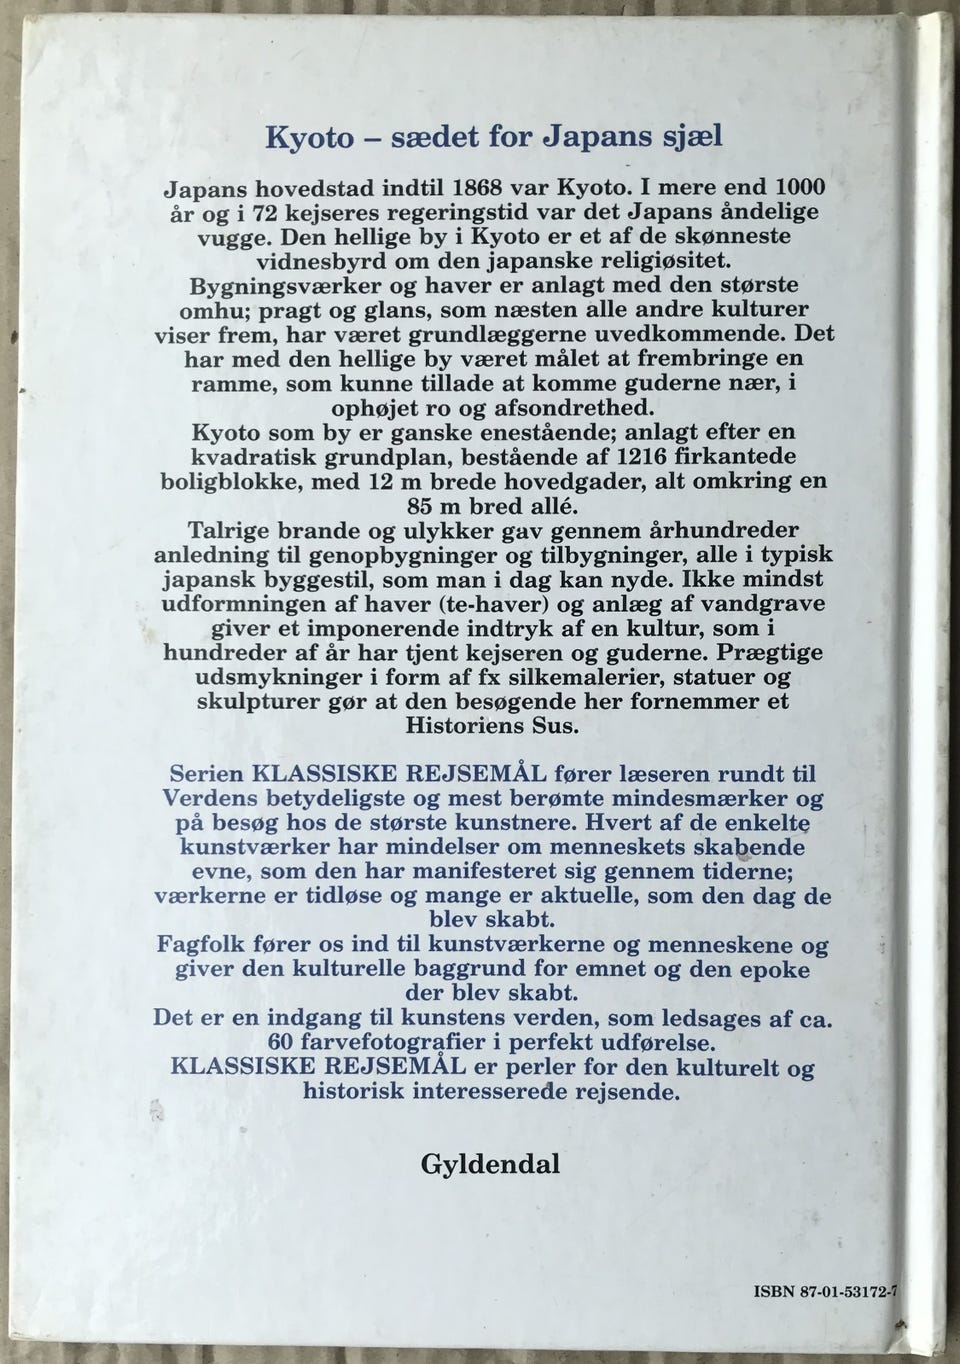 Kyoto – sædet for Japans sjæl
Japans hovedstad indtil 1868 var Kyoto. I mere end 1000
år og i 72 kejseres regeringstid var det Japans åndelige
vugge. Den hellige by i Kyoto er et af de skønneste
vidnesbyrd om den japanske religiøsitet.
Bygningsværker og haver er anlagt med den største
omhu; pragt og glans, som næsten alle andre kulturer
viser frem, har været grundlæggerne uvedkommende. Det
har med den hellige by været målet at frembringe en
ramme, som kunne tillade at komme guderne nær, i
ophøjet ro og afsondrethed.
Kyoto som by er ganske enestående; anlagt efter en
kvadratisk grundplan, bestående af 1216 firkantede
boligblokke, med 12 m brede hovedgader, alt omkring en
85 m bred allé.
Talrige brande og ulykker gav gennem århundreder
anledning til genopbygninger og tilbygninger, alle i typisk
japansk byggestil, som man i dag kan nyde. Ikke mindst
udformningen af haver (te-haver) og anlæg af vandgrave
giver et imponerende indtryk af en kultur, som i
hundreder af år har tjent kejseren og guderne. Prægtige
udsmykninger i form af fx silkemalerier, statuer og
skulpturer gør at den besøgende her fornemmer et
Historiens Sus.
Serien KLASSISKE REJSEMÅL fører læseren rundt til
Verdens betydeligste og mest berømte mindesmærker og
på besøg hos de største kunstnere. Hvert af de enkelte
kunstværker har mindelser om menneskets skabende
evne, som den har manifesteret sig gennem tiderne;
værkerne er tidløse og mange er aktuelle, som den dag de
blev skabt.
Fagfolk fører os ind til kunstværkerne og menneskene og
giver den kulturelle baggrund for emnet og den epoke
der blev skabt.
Det er en indgang til kunstens verden, som ledsages af ca.
60 farvefotografier i perfekt udførelse.
KLASSISKE REJSEMÅL er perler for den kulturelt og
historisk interesserede rejsende.
Gyldendal
ISBN 87-01-53172-7